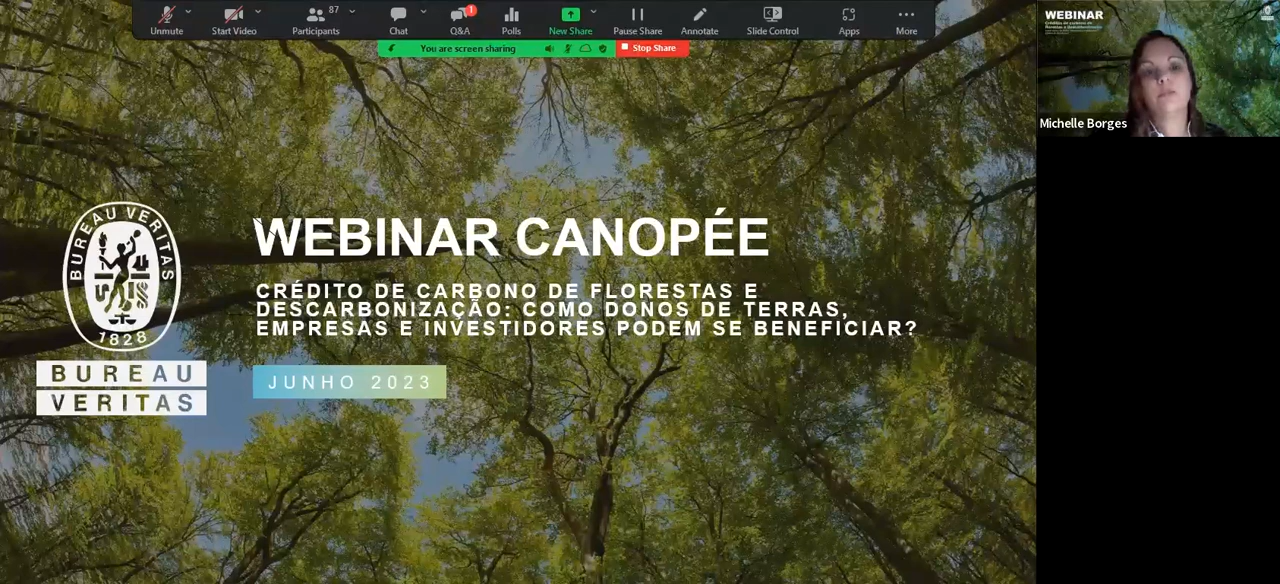 Unmute
Start Video
87
Participants
Chat
1
Q&A
Polls
New Share
Pause Share
Annotate
Slide Control
Apps
More
You are screen sharing
Stop Share
WEBINAR
Michelle Borges
BUREAU VERITAS
1828
BUREAU
VERITAS
WEBINAR CANOPÉE
CRÉDITO DE CARBONO DE FLORESTAS E
DESCARBONIZAÇÃO: COMO DONOS DE TERRAS,
EMPRESAS E INVESTIDORES PODEM SE BENEFICIAR?
JUNHO 2023